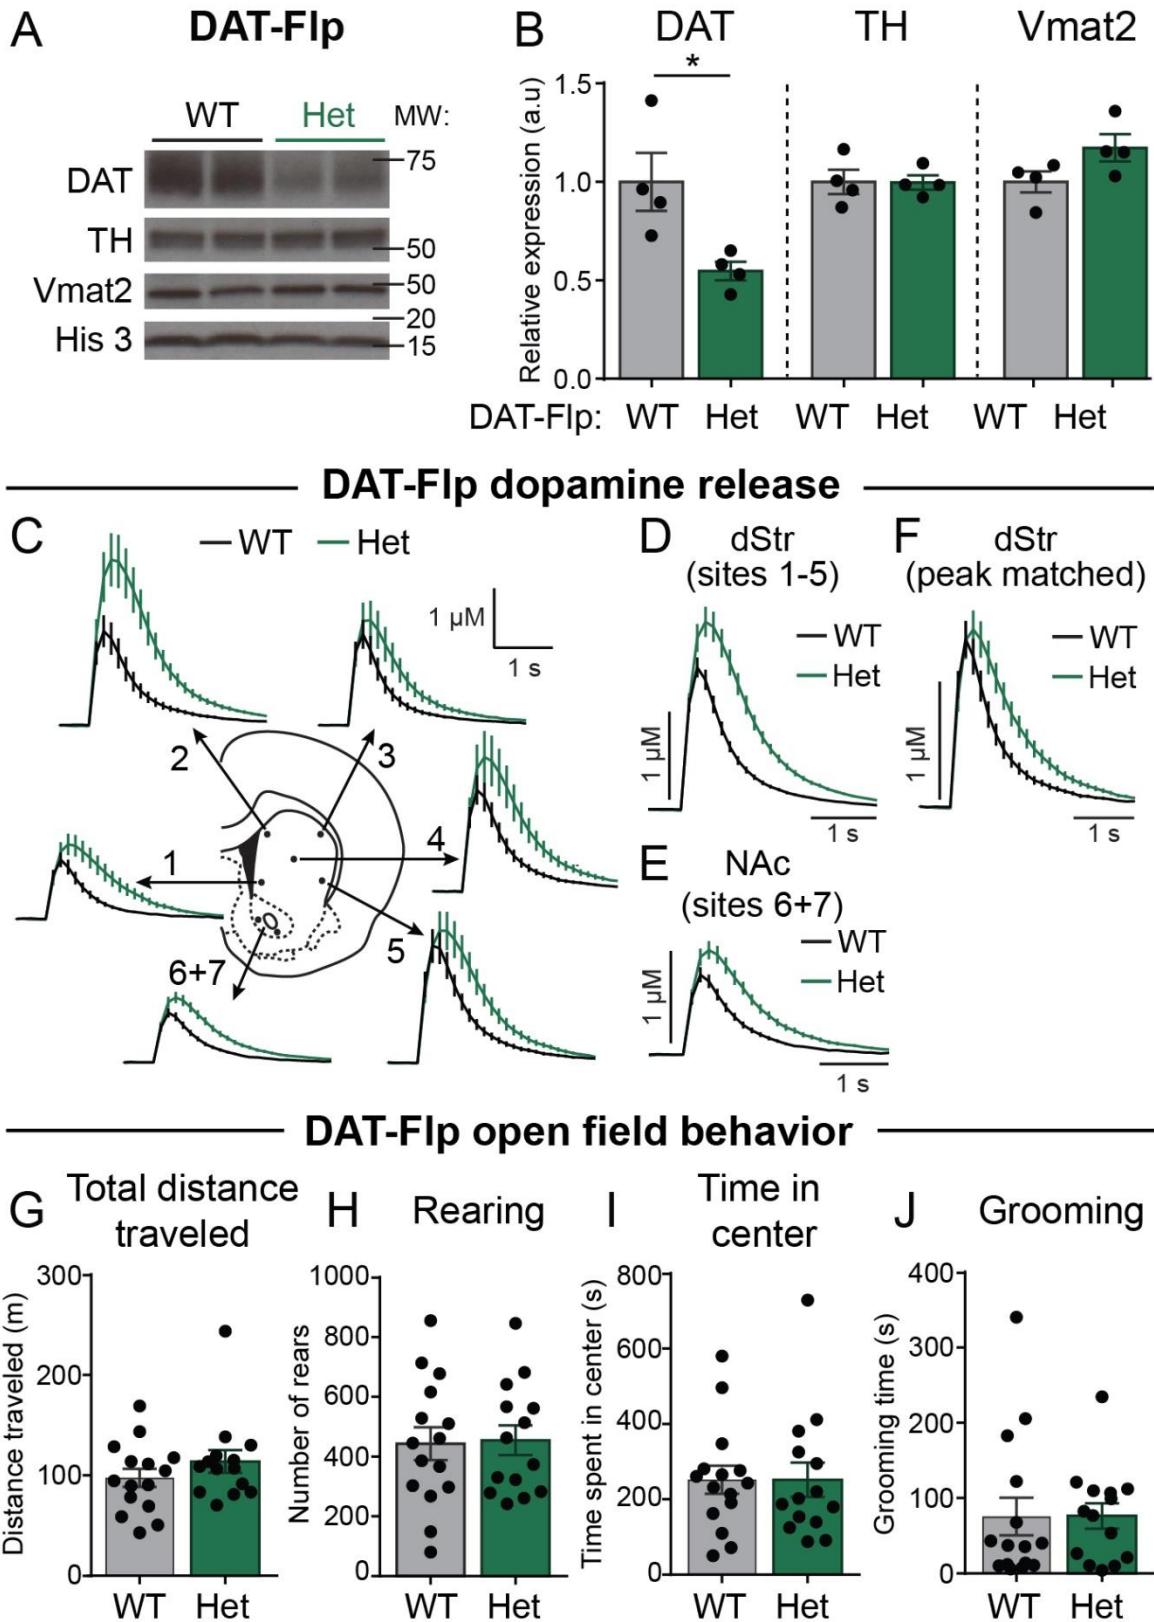 A DAT-Flp
WT Het MW:
DAT 75
TH 50
Vmat2 50
20
His 3 15
B DAT TH Vmat2
*
Relative expression (a.u)
1.5
1.0
0.5
0.0
DAT-Flp: WT Het WT Het WT Het
DAT-Flp dopamine release
C WT Het
1 µM
1 s
2
3
1
4
5
6+7
D dStr
(sites 1-5)
WT
Het
1 µM
1 s
F dStr
(peak matched)
WT
Het
1 µM
1 s
E NAc
(sites 6+7)
WT
Het
1 µM
1 s
DAT-Flp open field behavior
G Total distance
traveled
Distance traveled (m)
300
200
100
0
WT Het
H Rearing
Number of rears
1000
800
600
400
200
0
WT Het
I Time in
center
Time spent in center (s)
800
600
400
200
0
WT Het
J Grooming
Grooming time (s)
400
300
200
100
0
WT Het